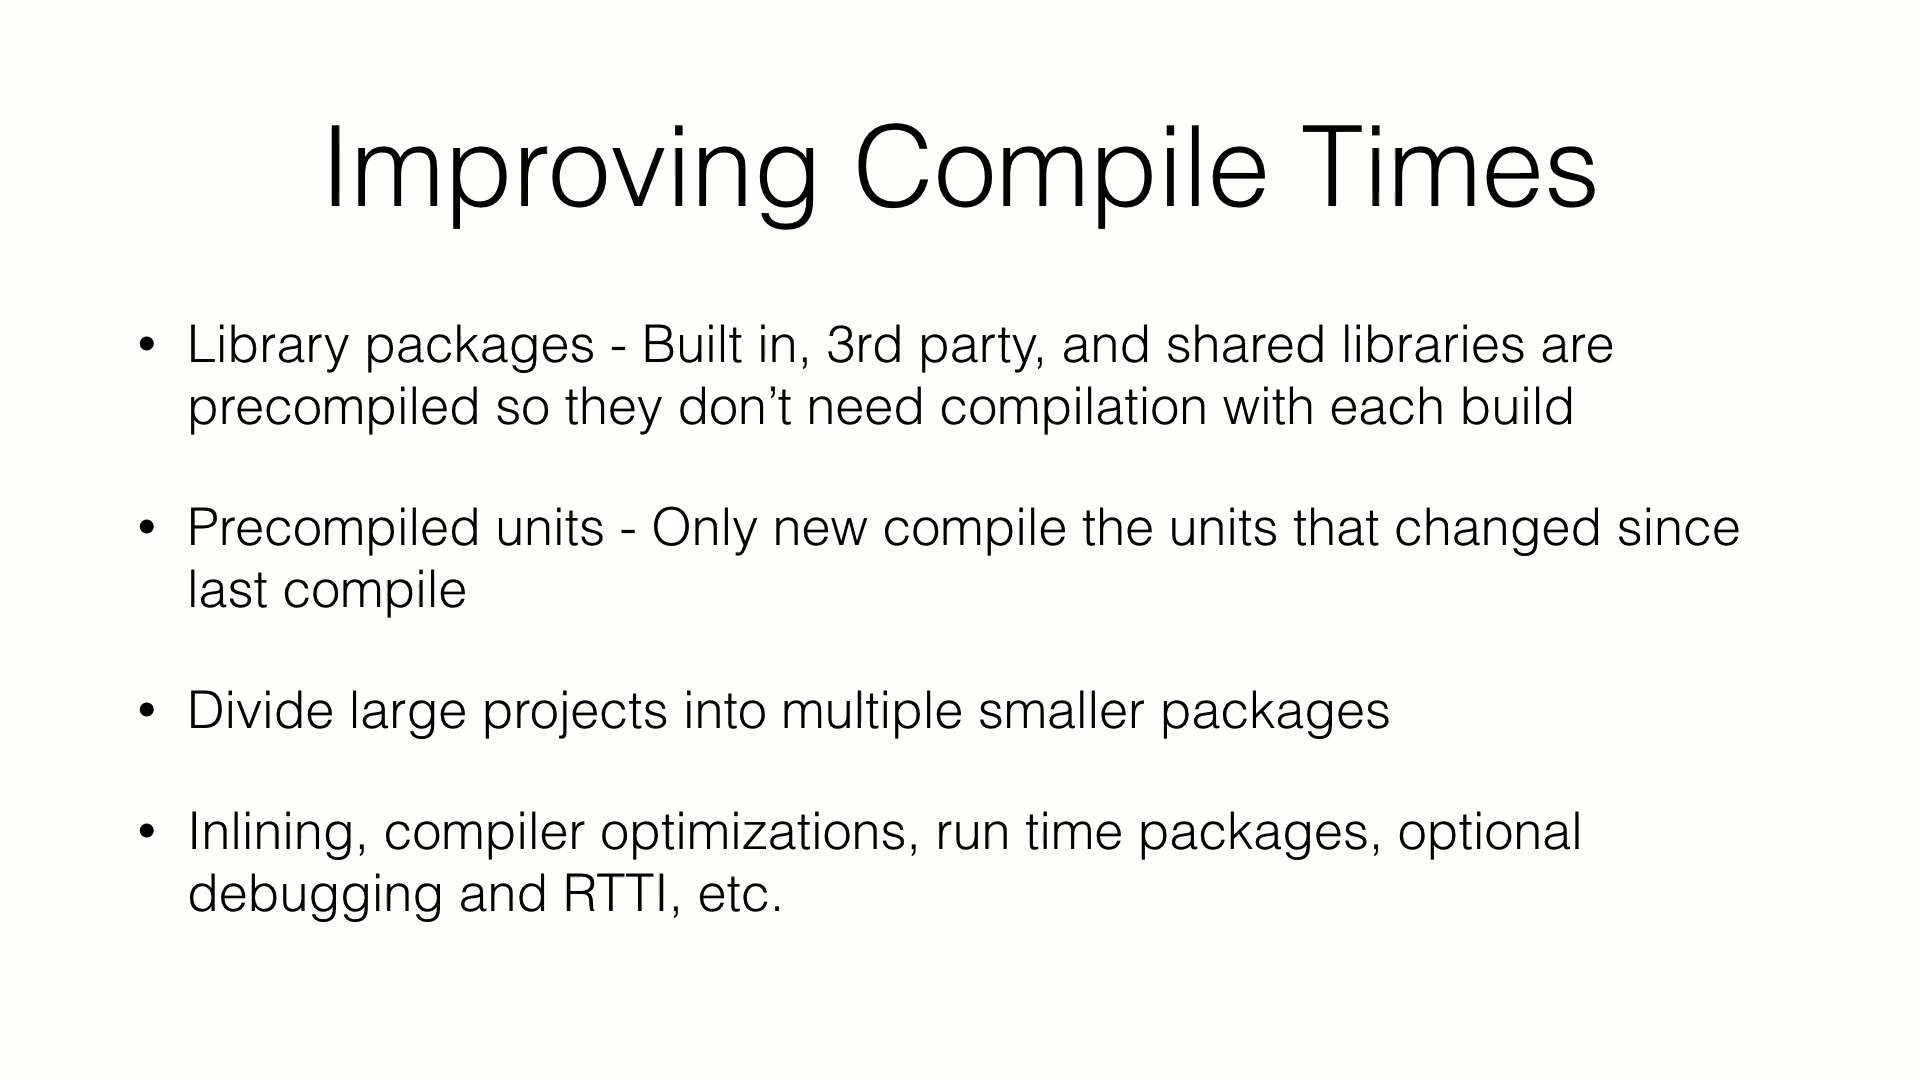 Improving Compile Times
• Library packages - Built in, 3rd party, and shared libraries are
precompiled so they don’t need compilation with each build
• Precompiled units - Only new compile the units that changed since
last compile
• Divide large projects into multiple smaller packages
• Inlining, compiler optimizations, run time packages, optional
debugging and RTTI, etc.